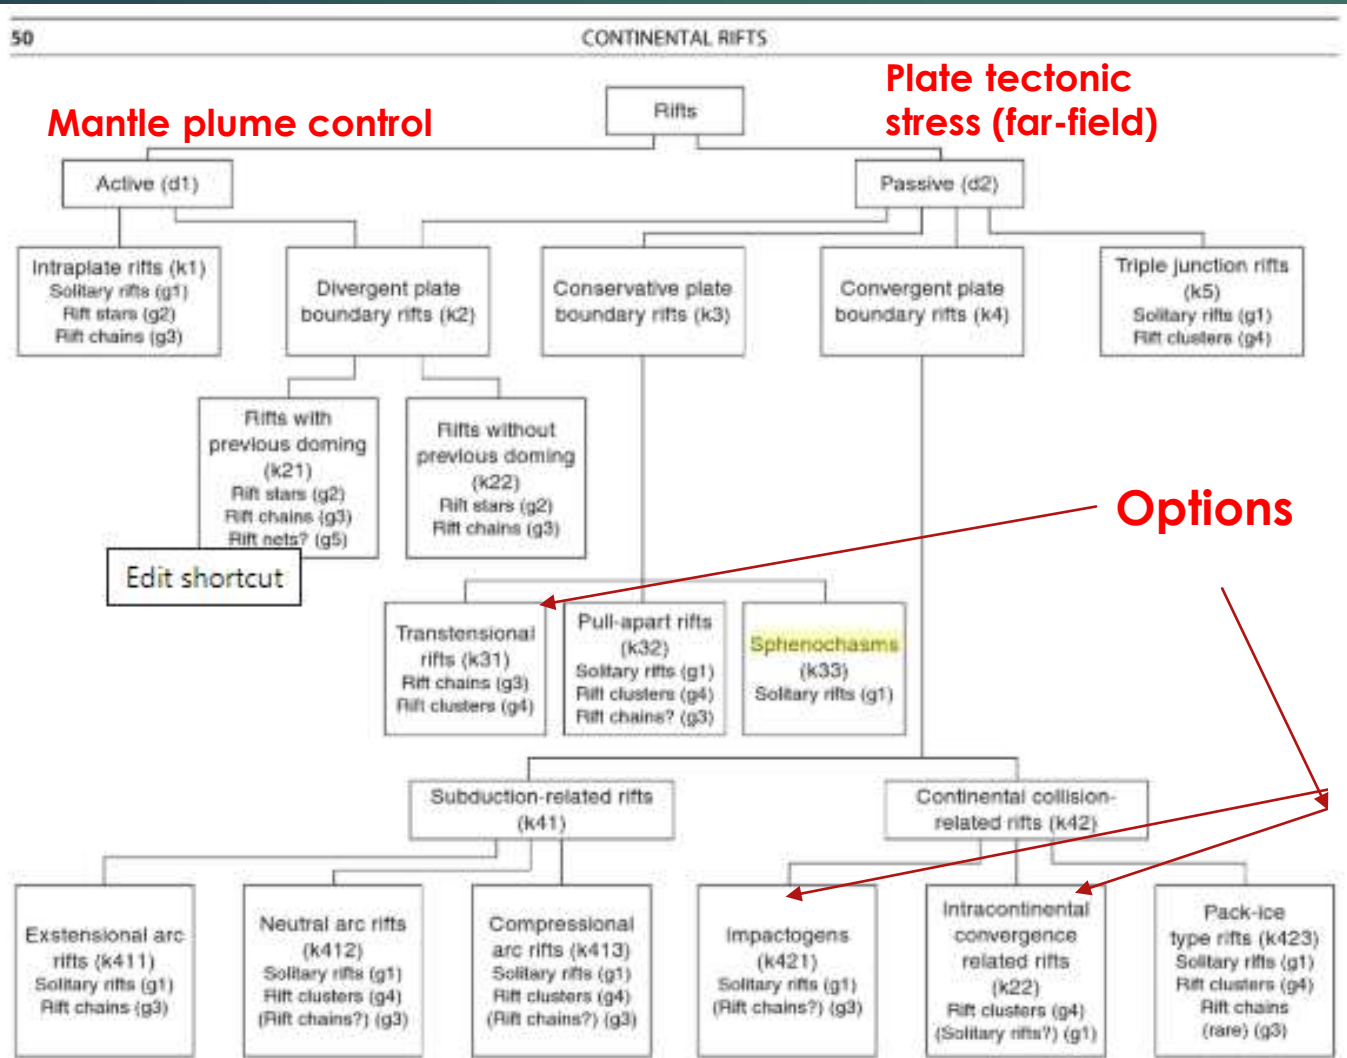 50
CONTINENTAL RIFTS
Plate tectonic
stress (far-field)
Mantle plume control
Rifts
Active (d1)
Passive (d2)
Intraplate rifts (k1)
Solitary rifts (g1)
Rift stars (g2)
Rift chains (g3)
Divergent plate
boundary rifts (k2)
Conservative plate
boundary rifts (k3)
Convergent plate
boundary rifts (k4)
Triple junction rifts
(k5)
Solitary rifts (g1)
Rift clusters (g4)
Rifts with
previous doming
(k21)
Rift stars (g2)
Rift chains (g3)
Rift nets? (g5)
Rifts without
previous doming
(k22)
Rift stars (g2)
Rift chains (g3)
Options
Edit shortcut
Transtensional
rifts (k31)
Rift chains (g3)
Rift clusters (g4)
Pull-apart rifts
(k32)
Solitary rifts (g1)
Rift clusters (g4)
Rift chains? (g3)
Sphenochasms
(k33)
Solitary rifts (g1)
Subduction-related rifts
(k41)
Continental collision-
related rifts (k42)
Exstensional arc
rifts (k411)
Solitary rifts (g1)
Rift chains (g3)
Neutral arc rifts
(k412)
Solitary rifts (g1)
Rift clusters (g4)
(Rift chains?) (g3)
Compressional
arc rifts (k413)
Solitary rifts (g1)
Rift clusters (g4)
(Rift chains?) (g3)
Impactogens
(k421)
Solitary rifts (g1)
(Rift chains?) (g3)
Intracontinental
convergence
related rifts
(k22)
Rift clusters (g4)
(Solitary rifts?) (g1)
Pack-ice
type rifts (k423)
Solitary rifts (g1)
Rift clusters (g4)
Rift chains
(rare) (g3)